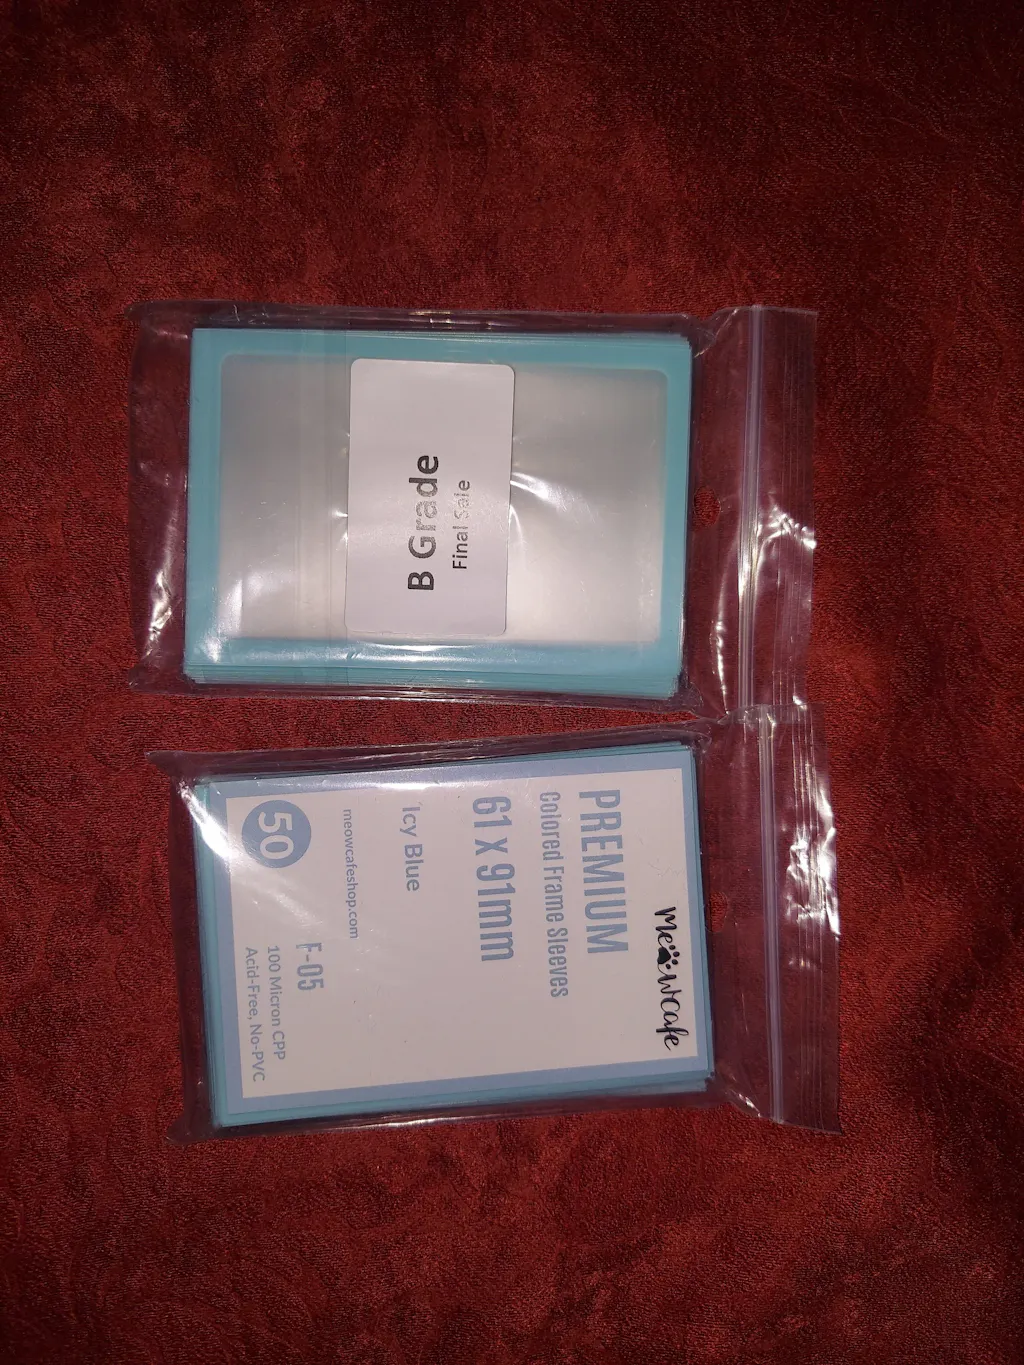 B Grade
Final Sale
meowcafe
PREMIUM
Colored Frame Sleeves
61 x 91mm
Icy Blue
meowcafeshop.com
50
F-05
100 Micron CPP
Acid-Free, No-PVC